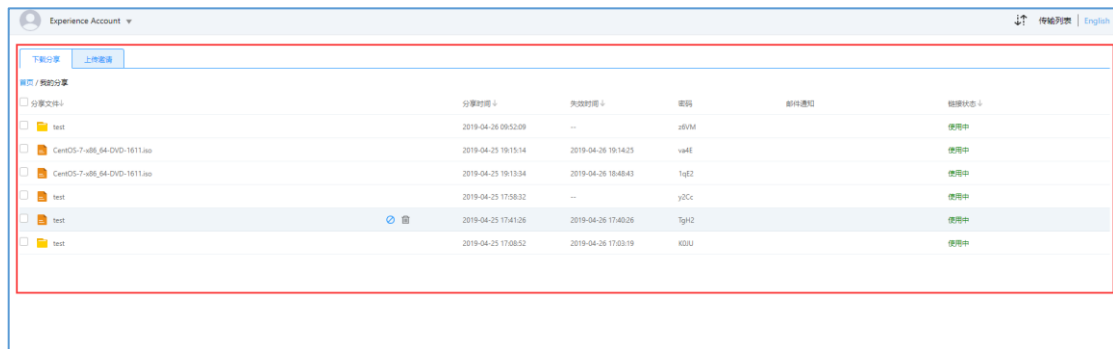 Experience Account 传输列表 English
下载分享 上传邀请
首页 / 我的分享
分享文件↓ 分享时间↓ 失效时间↓ 密码 邮件通知 链接状态↓
test 2019-04-26 09:52:09 -- z6VM 使用中
CentOS-7-x86_64-DVD-1611.iso 2019-04-25 19:15:14 2019-04-26 19:14:25 va4E 使用中
CentOS-7-x86_64-DVD-1611.iso 2019-04-25 19:13:34 2019-04-26 18:48:43 1qE2 使用中
test 2019-04-25 17:58:32 -- y2Cc 使用中
test 2019-04-25 17:41:26 2019-04-26 17:40:26 TgH2 使用中
test 2019-04-25 17:08:52 2019-04-26 17:03:19 K0JU 使用中